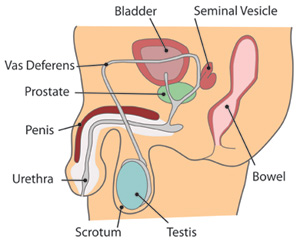 Bladder
Seminal Vesicle
Vas Deferens
Prostate
Penis
Urethra
Bowel
Scrotum
Testis